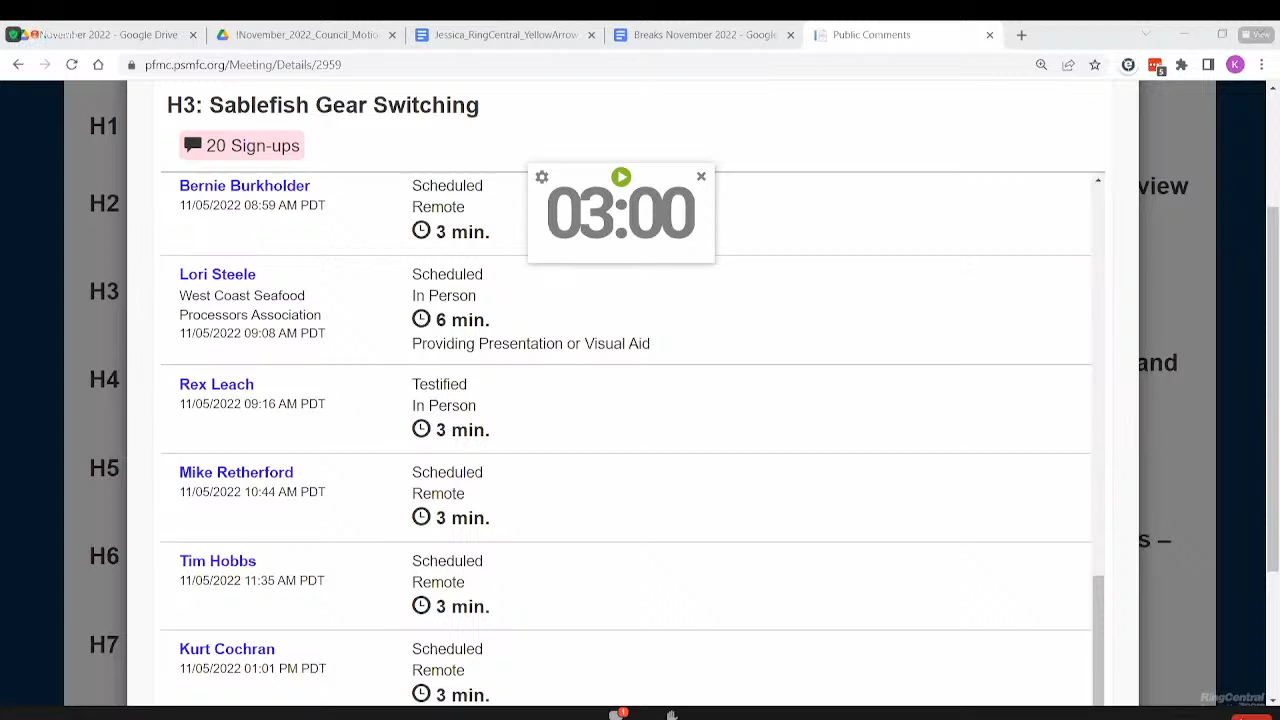 November 2022 - Google Drive
!November_2022_Council_Motio
Jessica_RingCentral_YellowArrow
Breaks November 2022 - Google
Public Comments
View
pfmc.psmfc.org/Meeting/Details/2959
5
K
H3: Sablefish Gear Switching
H1
20 Sign-ups
03:00
Bernie Burkholder
Scheduled
view
11/05/2022 08:59 AM PDT
Remote
H2
3 min.
Lori Steele
Scheduled
H3
West Coast Seafood
In Person
Processors Association
6 min.
11/05/2022 09:08 AM PDT
Providing Presentation or Visual Aid
and
H4
Rex Leach
Testified
11/05/2022 09:16 AM PDT
In Person
3 min.
H5
Mike Retherford
Scheduled
11/05/2022 10:44 AM PDT
Remote
3 min.
s –
H6
Tim Hobbs
Scheduled
11/05/2022 11:35 AM PDT
Remote
3 min.
H7
Kurt Cochran
Scheduled
11/05/2022 01:01 PM PDT
Remote
3 min.
RingCentral
1